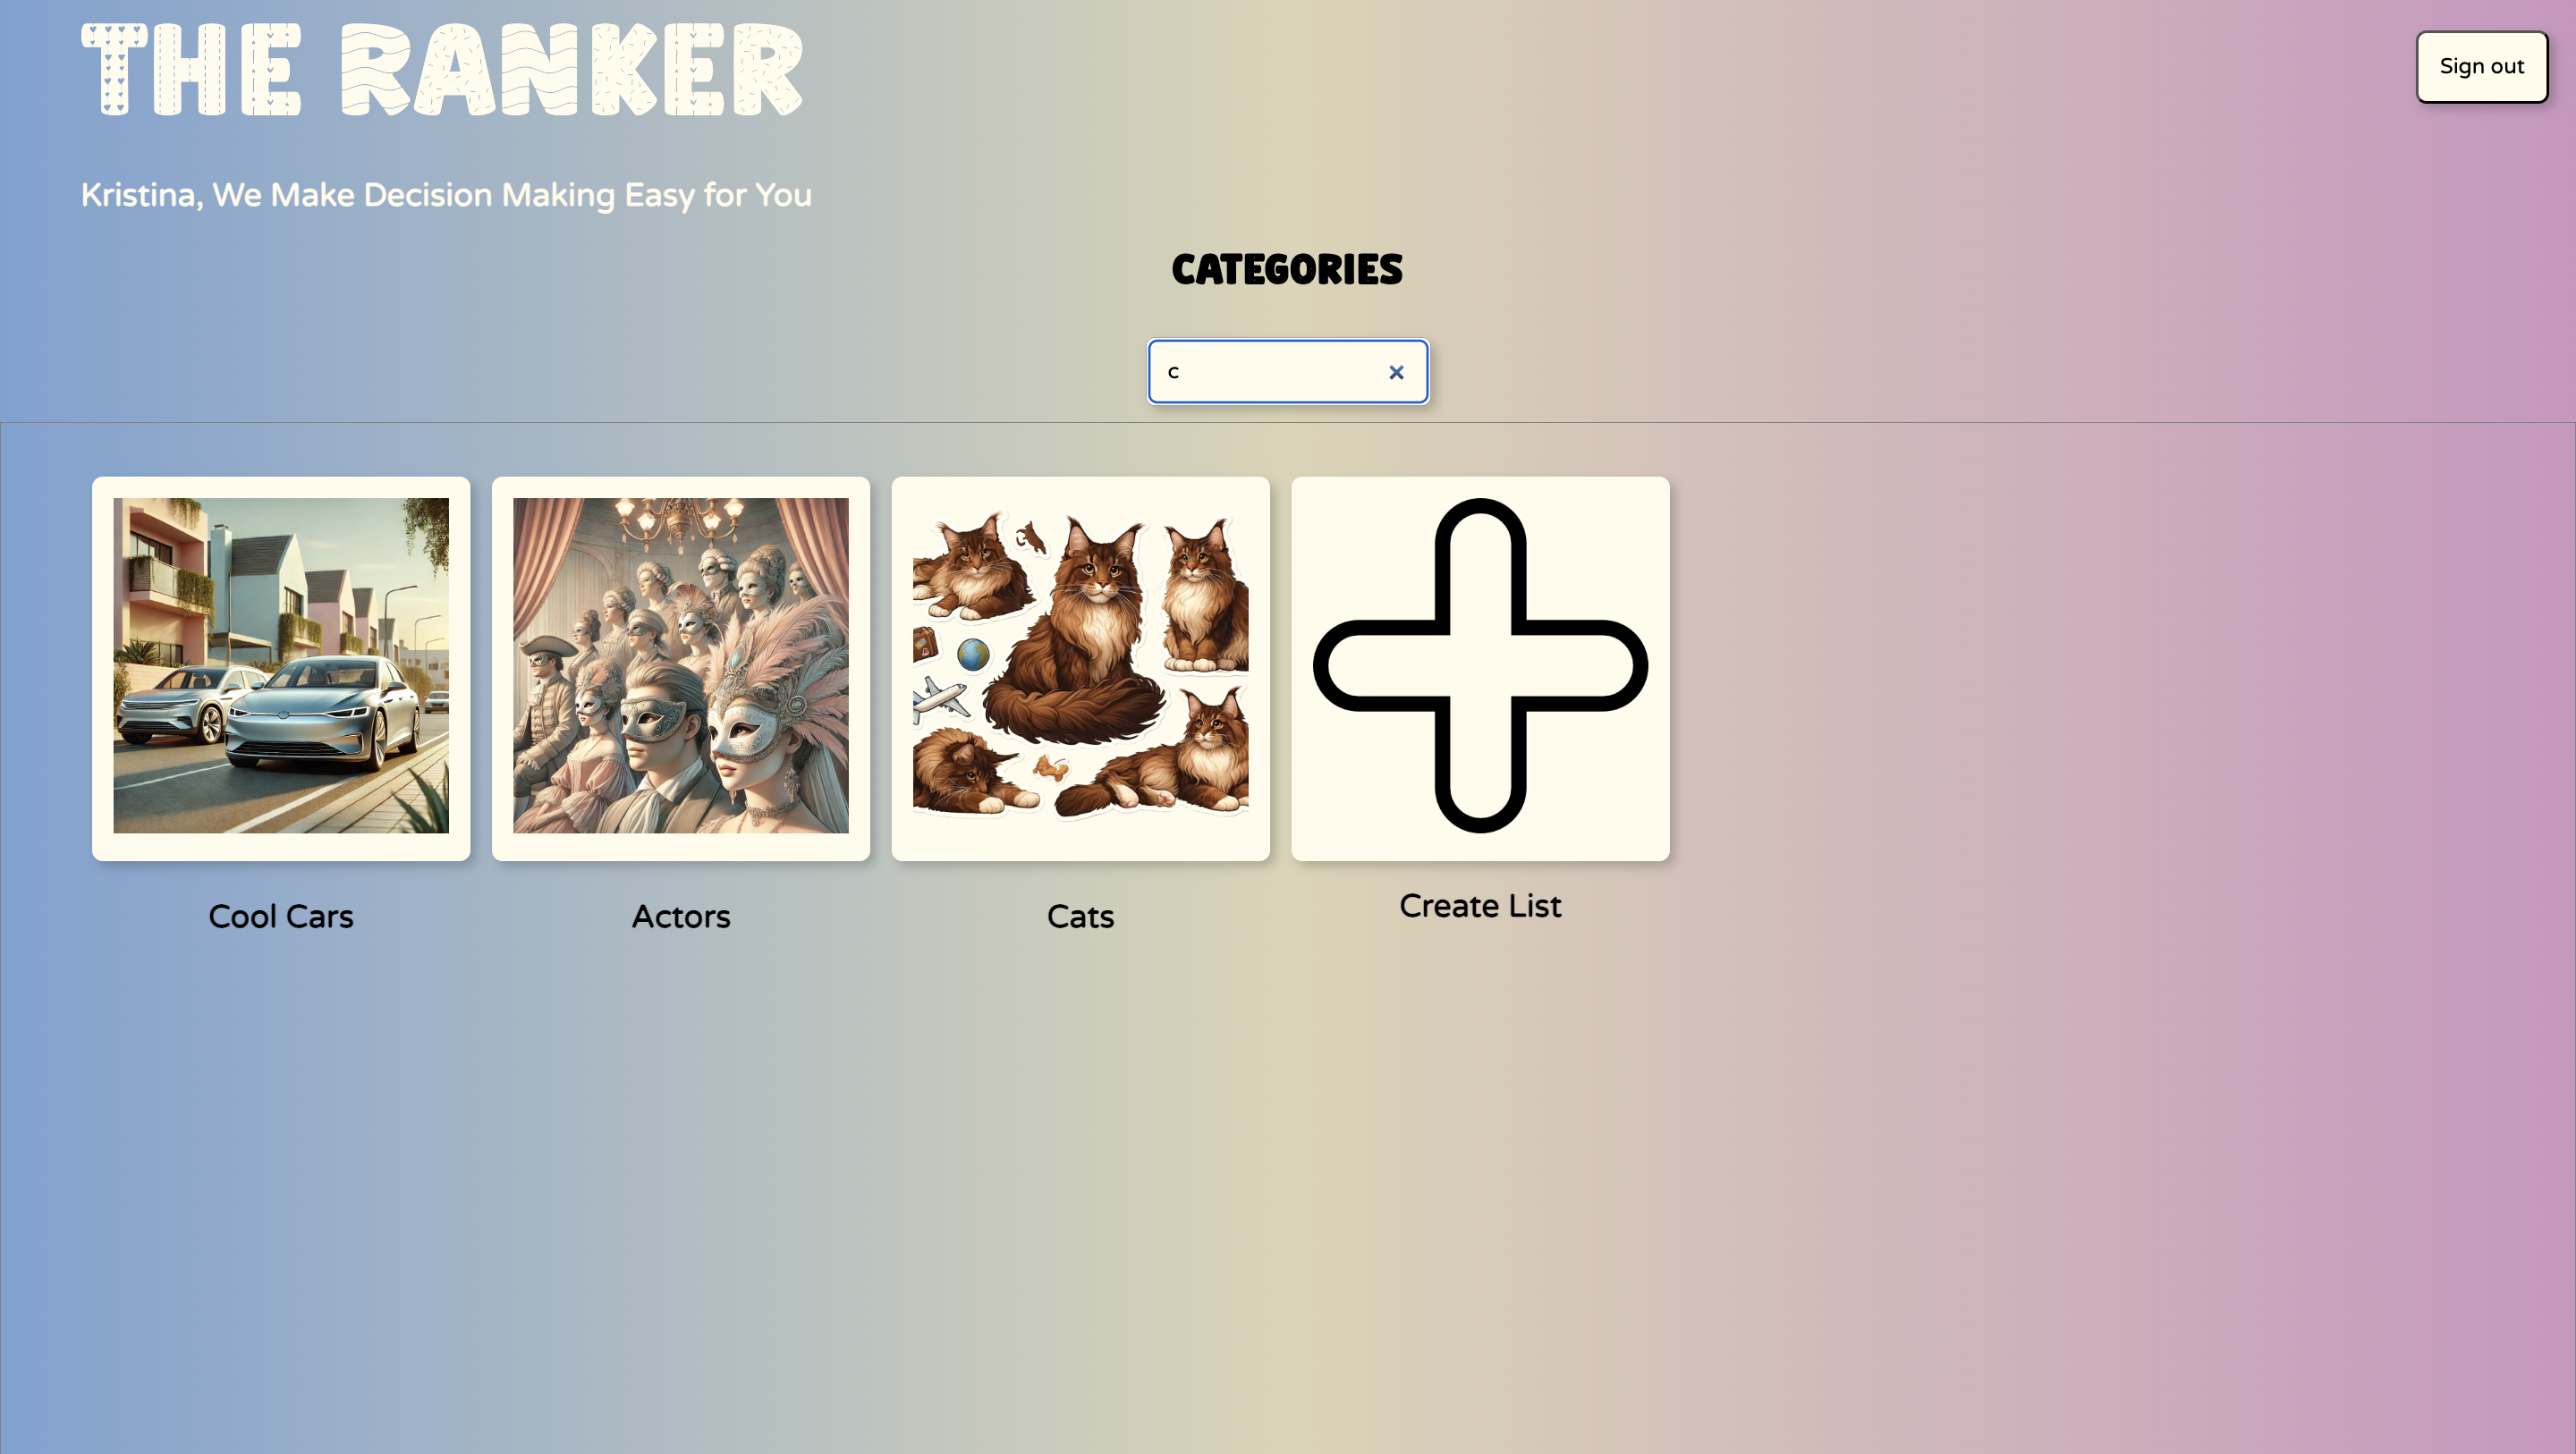 THE RANKER
Sign out
Kristina, We Make Decision Making Easy for You
CATEGORIES
c
Cool Cars
Actors
Cats
Create List